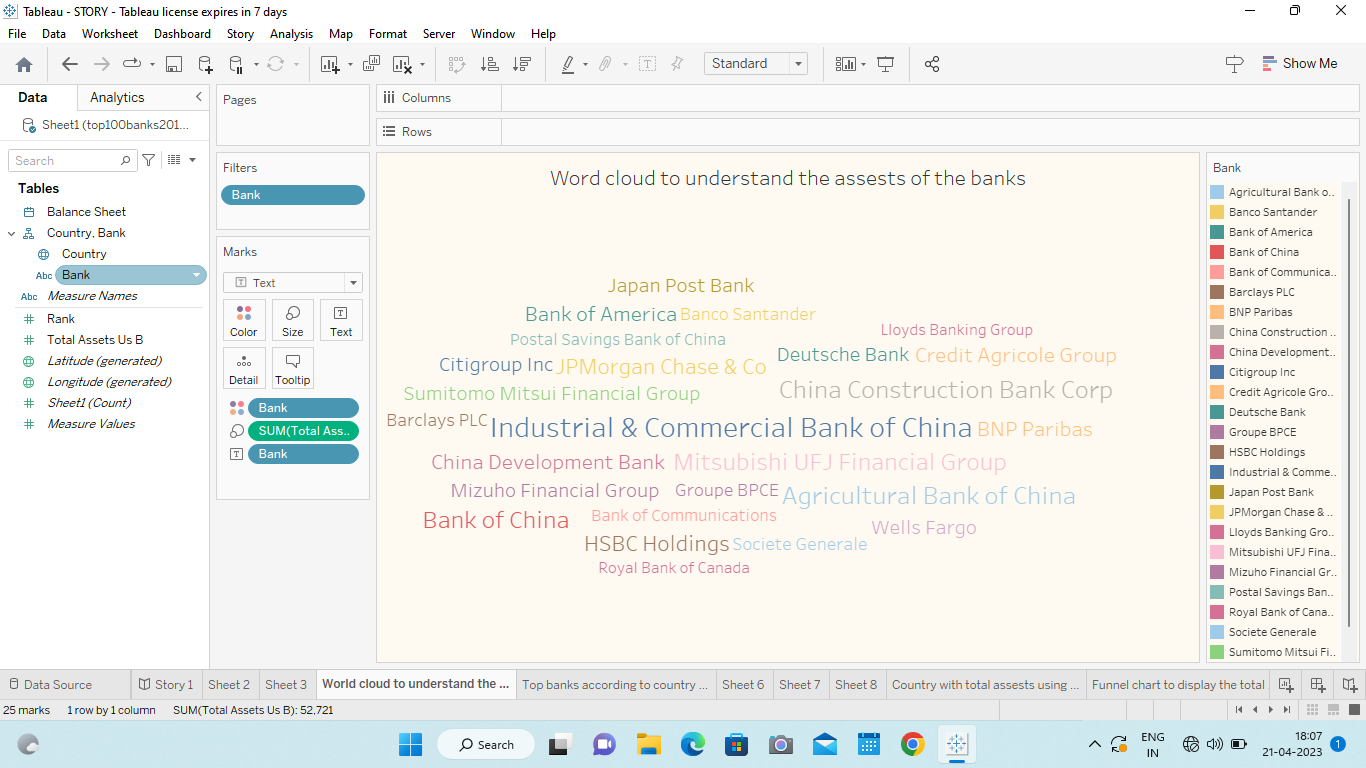 Tableau - STORY - Tableau license expires in 7 days
File Data Worksheet Dashboard Story Analysis Map Format Server Window Help
Standard
Show Me
Data Analytics
Sheet1 (top100banks201...
Search
Tables
Balance Sheet
Country, Bank
Country
Abc Bank
Abc Measure Names
Rank
Total Assets Us B
Latitude (generated)
Longitude (generated)
Sheet1 (Count)
Measure Values
Pages
Filters
Bank
Marks
Text
Color Size Text
Detail Tooltip
Bank
SUM(Total Ass..
Bank
Columns
Rows
Word cloud to understand the assests of the banks
Japan Post Bank
Bank of America Banco Santander
Lloyds Banking Group
Postal Savings Bank of China
Deutsche Bank Credit Agricole Group
Citigroup Inc JPMorgan Chase & Co
Sumitomo Mitsui Financial Group China Construction Bank Corp
Barclays PLC Industrial & Commercial Bank of China BNP Paribas
China Development Bank Mitsubishi UFJ Financial Group
Mizuho Financial Group Groupe BPCE Agricultural Bank of China
Bank of China Bank of Communications Wells Fargo
HSBC Holdings Societe Generale
Royal Bank of Canada
Bank
Agricultural Bank o..
Banco Santander
Bank of America
Bank of China
Bank of Communica..
Barclays PLC
BNP Paribas
China Construction ..
China Development..
Citigroup Inc
Credit Agricole Gro..
Deutsche Bank
Groupe BPCE
HSBC Holdings
Industrial & Comme..
Japan Post Bank
JPMorgan Chase & ..
Lloyds Banking Gro..
Mitsubishi UFJ Fina..
Mizuho Financial Gr..
Postal Savings Ban..
Royal Bank of Cana..
Societe Generale
Sumitomo Mitsui Fi..
Data Source Story 1 Sheet 2 Sheet 3 World cloud to understand the ... Top banks according to country ... Sheet 6 Sheet 7 Sheet 8 Country with total assests using ... Funnel chart to display the total
25 marks 1 row by 1 column SUM(Total Assets Us B): 52,721
Search
ENG
IN
18:07
21-04-2023
1